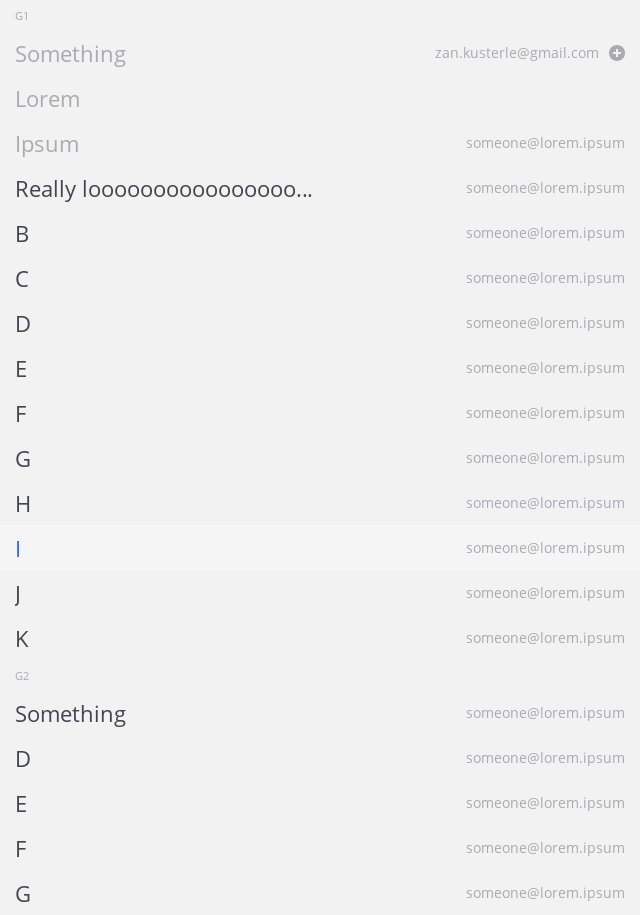 G1
Something zan.kusterle@gmail.com
Lorem
Ipsum someone@lorem.ipsum
Really loooooooooooooooo... someone@lorem.ipsum
B someone@lorem.ipsum
C someone@lorem.ipsum
D someone@lorem.ipsum
E someone@lorem.ipsum
F someone@lorem.ipsum
G someone@lorem.ipsum
H someone@lorem.ipsum
I someone@lorem.ipsum
J someone@lorem.ipsum
K someone@lorem.ipsum
G2
Something someone@lorem.ipsum
D someone@lorem.ipsum
E someone@lorem.ipsum
F someone@lorem.ipsum
G someone@lorem.ipsum